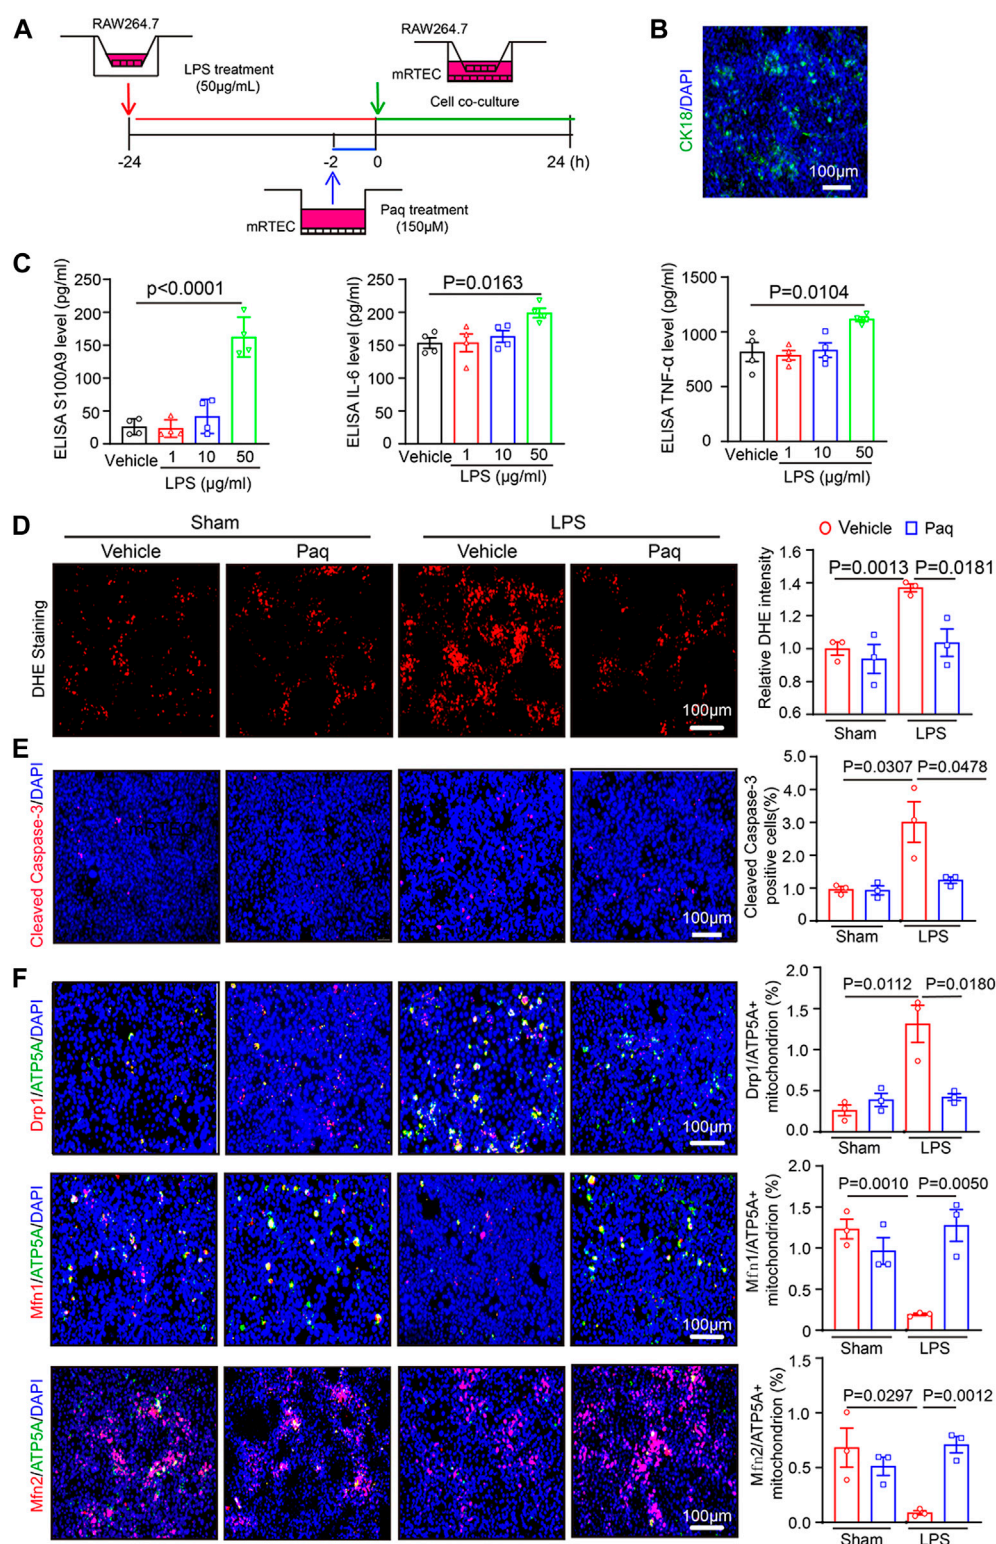 A
RAW264.7
LPS treatment
(50μg/mL)
RAW264.7
mRTEC
Cell co-culture
-24
-2
0
24 (h)
mRTEC
Paq treatment
(150μM)
B
CK18/DAPI
100μm
C
ELISA S100A9 level (pg/ml)
250
200
150
100
50
0
p<0.0001
Vehicle 1 10 50
LPS (μg/ml)
ELISA IL-6 level (pg/ml)
250
200
150
200
150
0
P=0.0163
Vehicle 1 10 50
LPS (μg/ml)
ELISA TNF-α level (pg/ml)
1500
1000
500
0
P=0.0104
Vehicle 1 10 50
LPS (μg/ml)
D
Sham LPS
Vehicle Paq Vehicle Paq
DHE Staining
100μm
Vehicle Paq
Relative DHE intensity
1.6
1.4
1.2
1.0
0.8
0.6
P=0.0013 P=0.0181
Sham LPS
E
Cleaved Caspase-3/DAPI
mRTEC
100μm
Cleaved Caspase-3
positive cells(%)
5.0
4.0
3.0
2.0
1.0
0
P=0.0307 P=0.0478
Sham LPS
F
Drp1/ATP5A/DAPI
100μm
Drp1/ATP5A+
mitochondrion (%)
2.0
1.5
1.0
0.5
0.0
P=0.0112 P=0.0180
Sham LPS
Mfn1/ATP5A/DAPI
100μm
Mfn1/ATP5A+
mitochondrion (%)
2.0
1.5
1.0
0.5
0
P=0.0010 P=0.0050
Sham LPS
Mfn2/ATP5A/DAPI
100μm
Mfn2/ATP5A+
mitochondrion (%)
1.5
1.0
0.5
0.0
P=0.0297 P=0.0012
Sham LPS